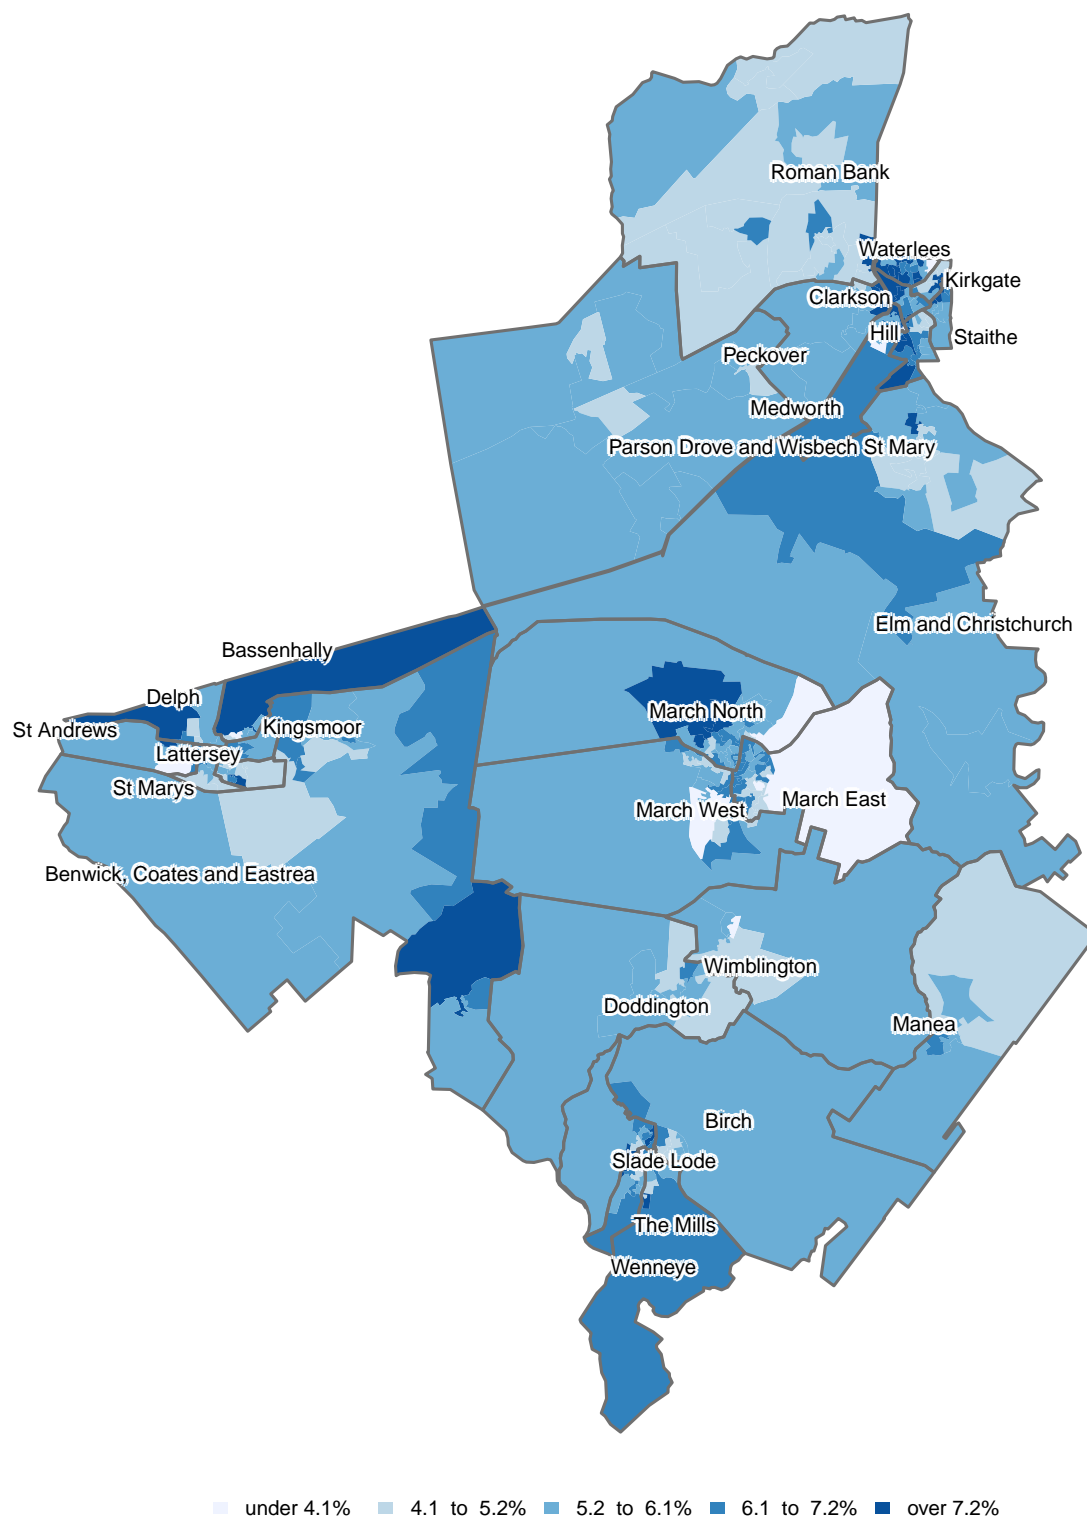 Roman Bank
Waterlees
Kirkgate
Clarkson
Hill
Staithe
Peckover
Medworth
Parson Drove and Wisbech St Mary
Elm and Christchurch
Bassenhally
Delph
March North
St Andrews
Kingsmoor
Lattersey
St Marys
March West
March East
Benwick, Coates and Eastrea
Wimblington
Doddington
Manea
Birch
Slade Lode
The Mills
Wenneye
under 4.1% 4.1 to 5.2% 5.2 to 6.1% 6.1 to 7.2% over 7.2%